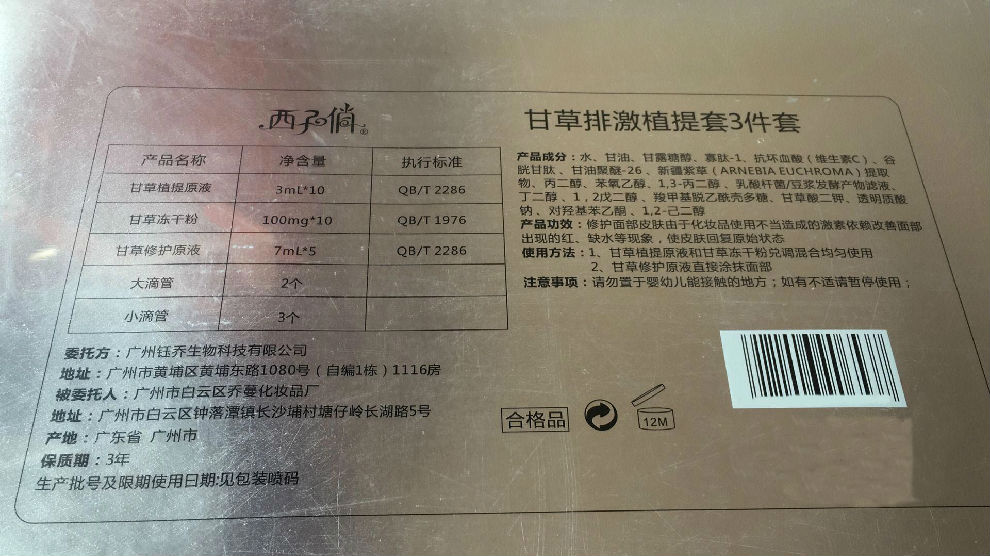 西子俏®
产品名称 净含量 执行标准
甘草植提原液 3mL*10 QB/T 2286
甘草冻干粉 100mg*10 QB/T 1976
甘草修护原液 7mL*5 QB/T 2286
大滴管 2个
小滴管 3个
委托方：广州钰乔生物科技有限公司
地址：广州市黄埔区黄埔东路1080号（自编1栋）1116房
被委托人：广州市白云区乔蔓化妆品厂
地址：广州市白云区钟落潭镇长沙埔村塘仔岭长湖路5号
产地：广东省 广州市
保质期：3年
生产批号及限期使用日期:见包装喷码
甘草排激植提套3件套
产品成分：水、甘油、甘露糖醇、寡肽-1、抗坏血酸（维生素C）、谷
胱甘肽、甘油聚醚-26、新疆紫草（ARNEBIA EUCHROMA）提取
物、丙二醇、苯氧乙醇、1,3-丙二醇、乳酸杆菌/豆浆发酵产物滤液、
丁二醇、1，2戊二醇、羧甲基脱乙酰壳多糖、甘草酸二钾、透明质酸
钠、对羟基苯乙酮、1,2-己二醇
产品功效：修护面部皮肤由于化妆品使用不当造成的激素依赖改善面部
出现的红、缺水等现象，使皮肤回复原始状态
使用方法：1、甘草植提原液和甘草冻干粉兑调混合均匀使用
2、甘草修护原液直接涂抹面部
注意事项：请勿置于婴幼儿能接触的地方；如有不适请暂停使用；
合格品
12M